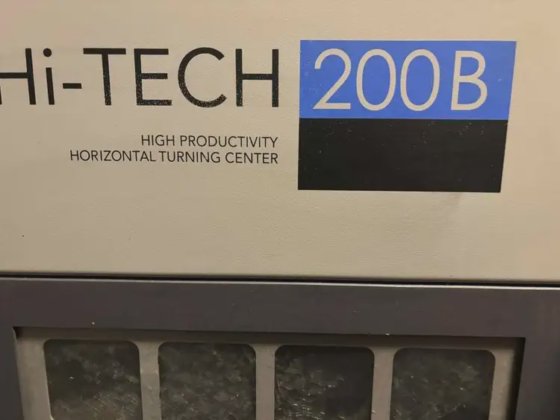 Hi-TECH 200B
HIGH PRODUCTIVITY
HORIZONTAL TURNING CENTER